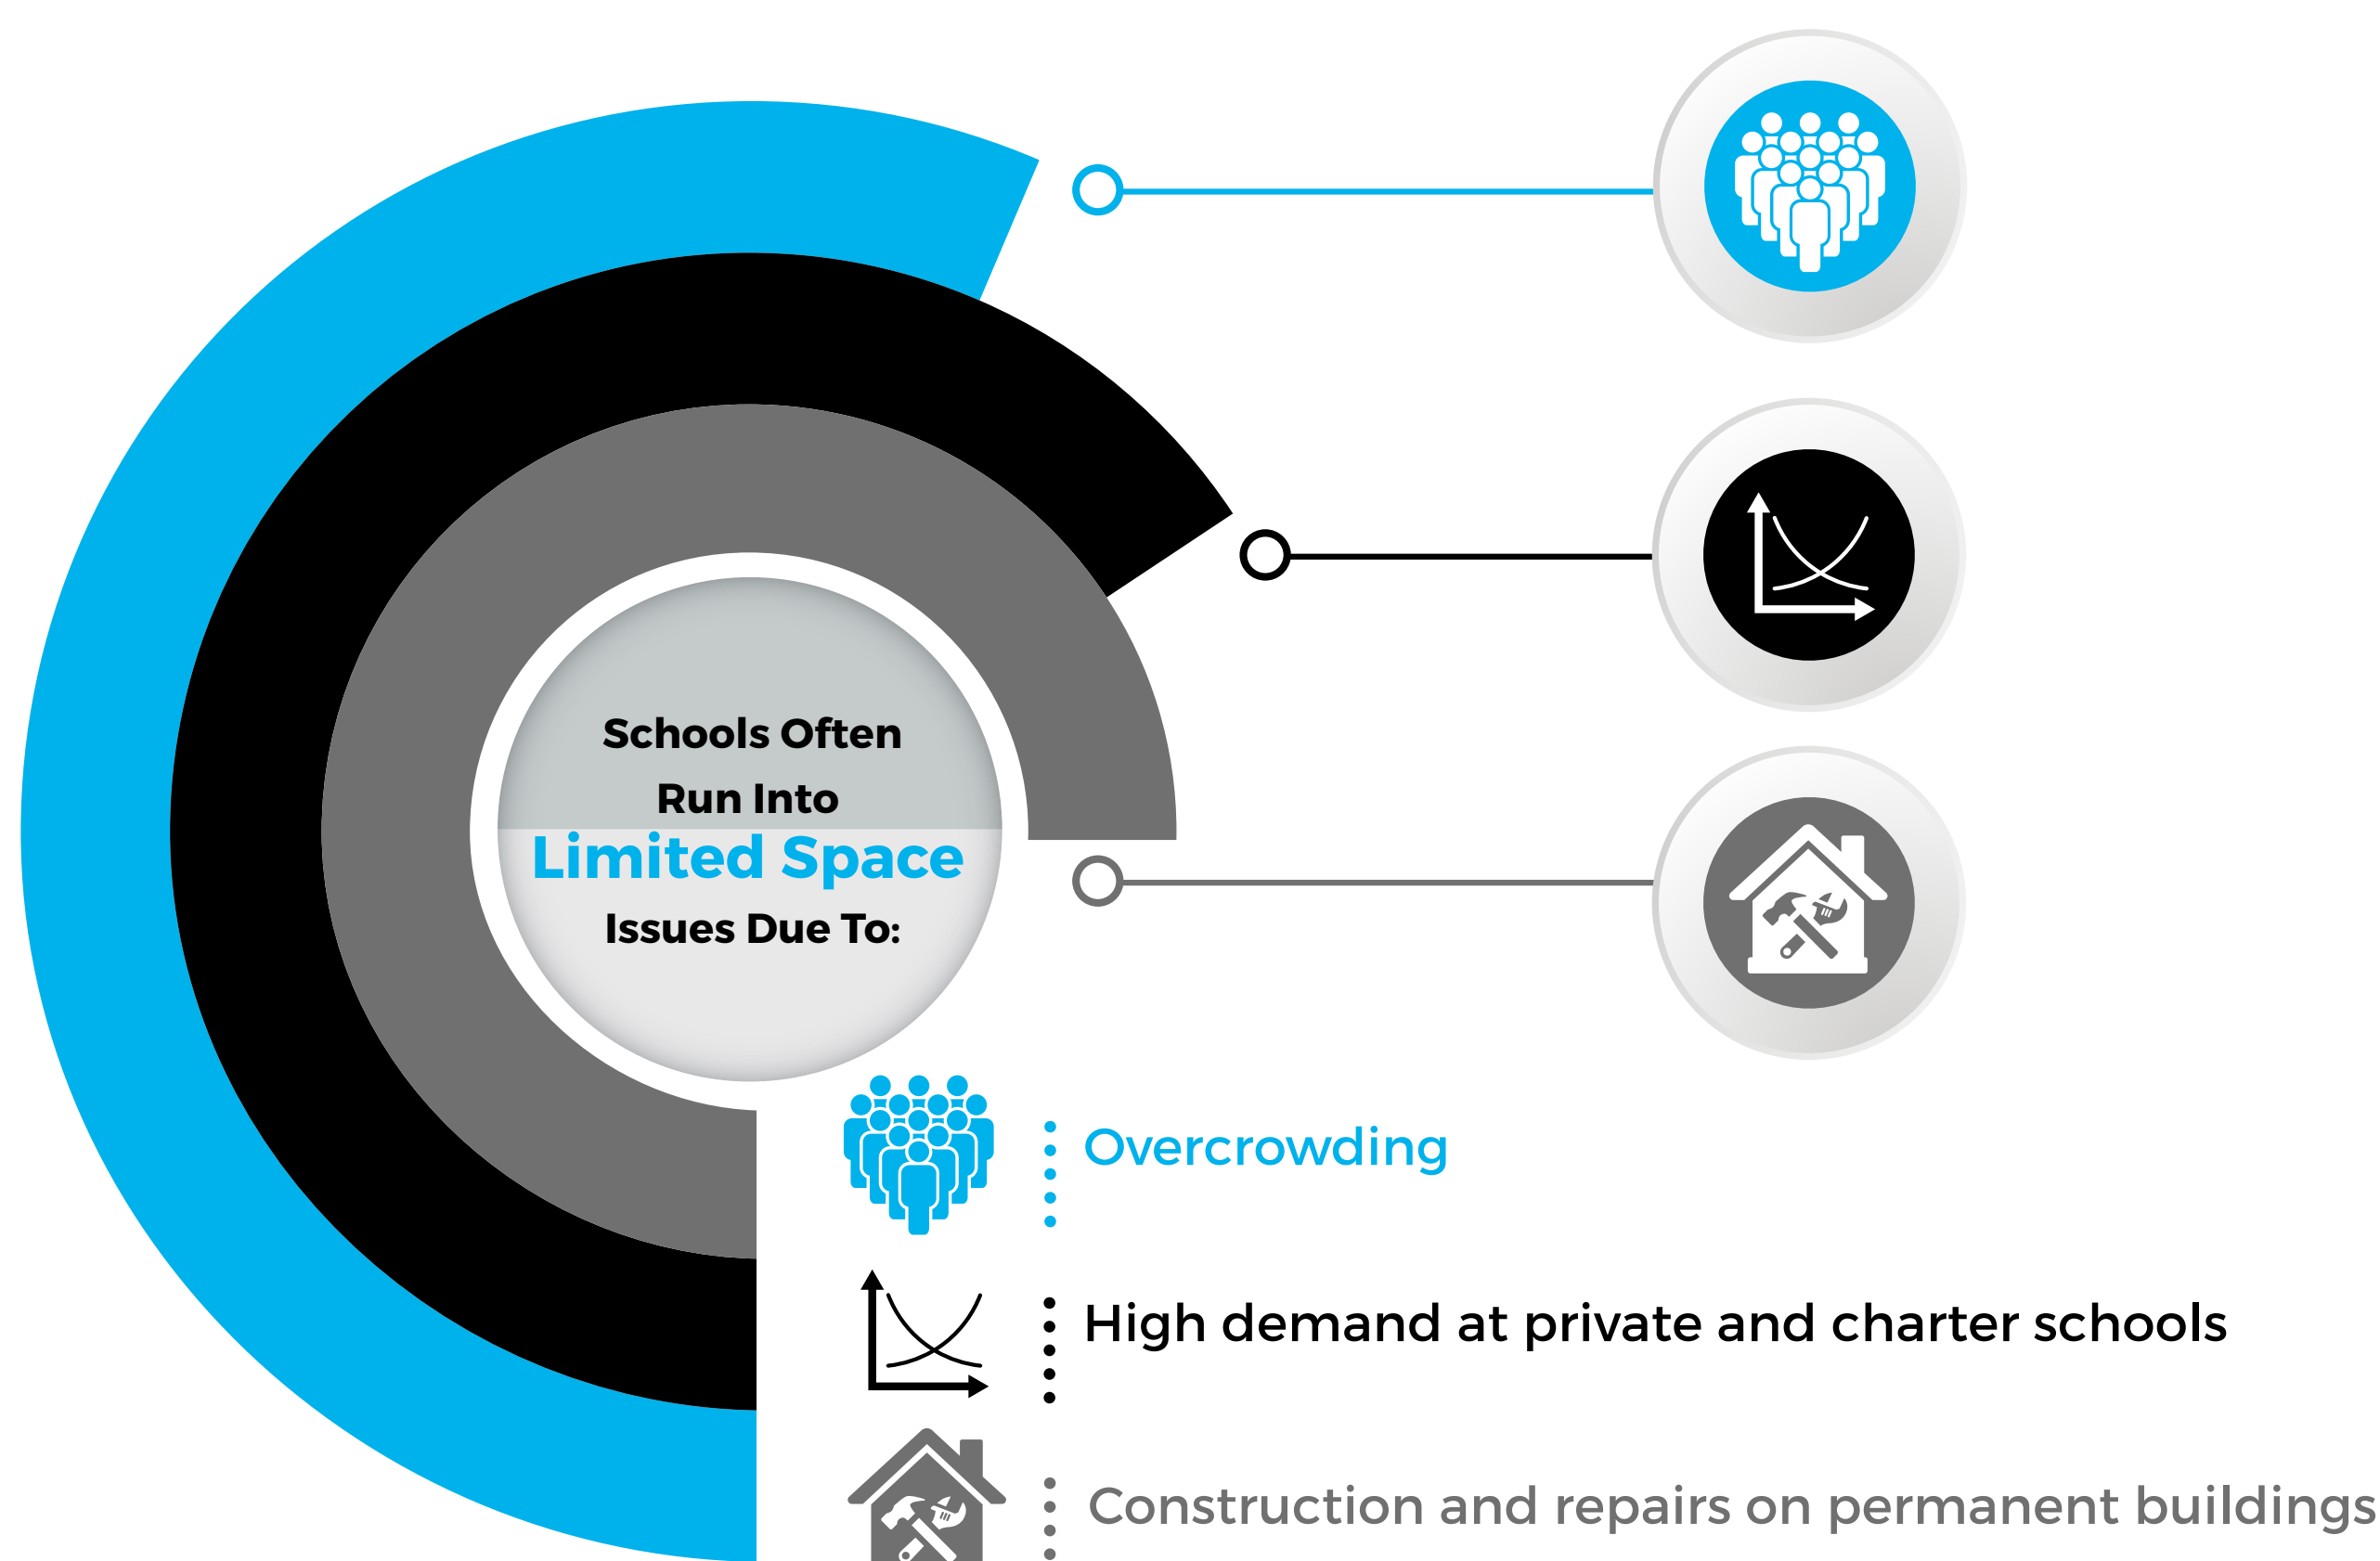 Schools Often
Run Into
Limited Space
Issues Due To:
Overcrowding
High demand at private and charter schools
Construction and repairs on permanent buildings